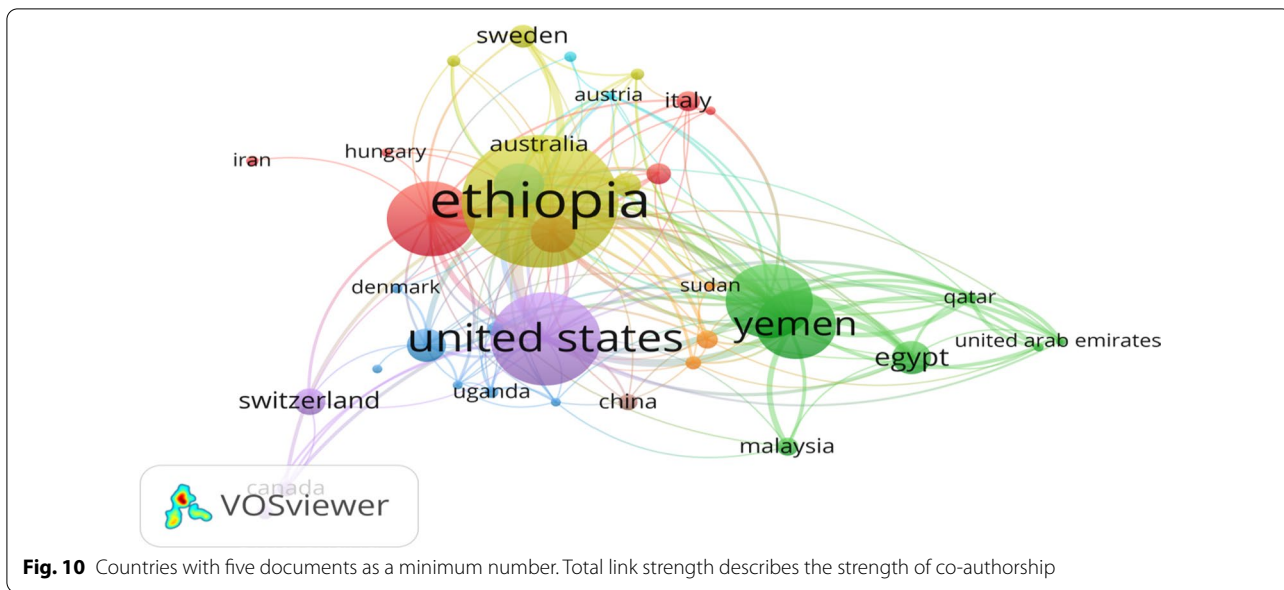 sweden
austria
italy
australia
hungary
iran
ethiopia
denmark
sudan
qatar
yemen
united states
united arab emirates
egypt
uganda
switzerland
china
malaysia
canada
VOSviewer
Fig. 10 Countries with five documents as a minimum number. Total link strength describes the strength of co-authorship